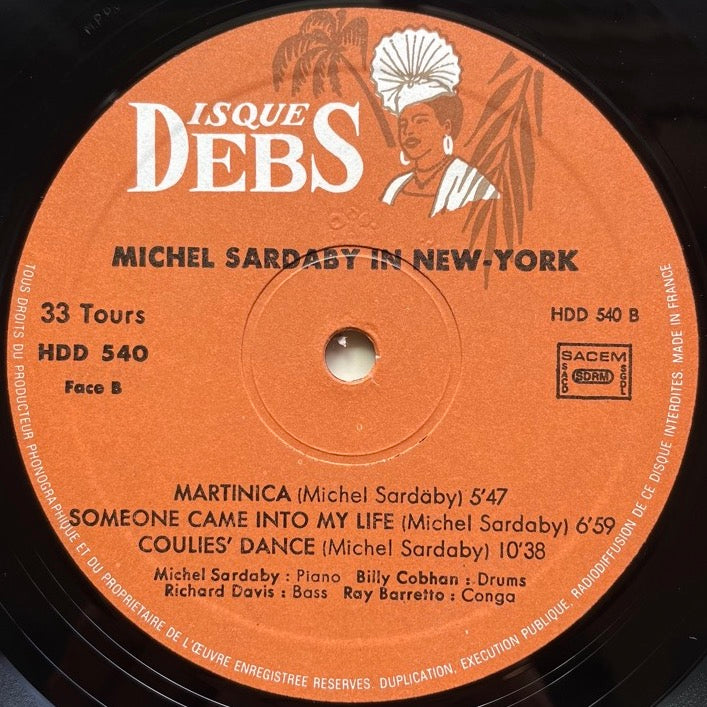 DISQUE
DEBS
MICHEL SARDABY IN NEW-YORK
33 Tours
HDD 540
Face B
HDD 540 B
SACEM
SACD
SDRM
SGDL
MARTINICA (Michel Sardäby) 5'47
SOMEONE CAME INTO MY LIFE (Michel Sardaby) 6'59
COULIES' DANCE (Michel Sardaby) 10'38
Michel Sardaby : Piano Billy Cobhan : Drums
Richard Davis : Bass Ray Barretto : Conga
TOUS DROITS DU PRODUCTEUR PHONOGRAPHIQUE ET DU PROPRIETAIRE DE L'ŒUVRE ENREGISTREE RESERVES. DUPLICATION, EXECUTION PUBLIQUE, RADIODIFFUSION DE CE DISQUE INTERDITES. MADE IN FRANCE